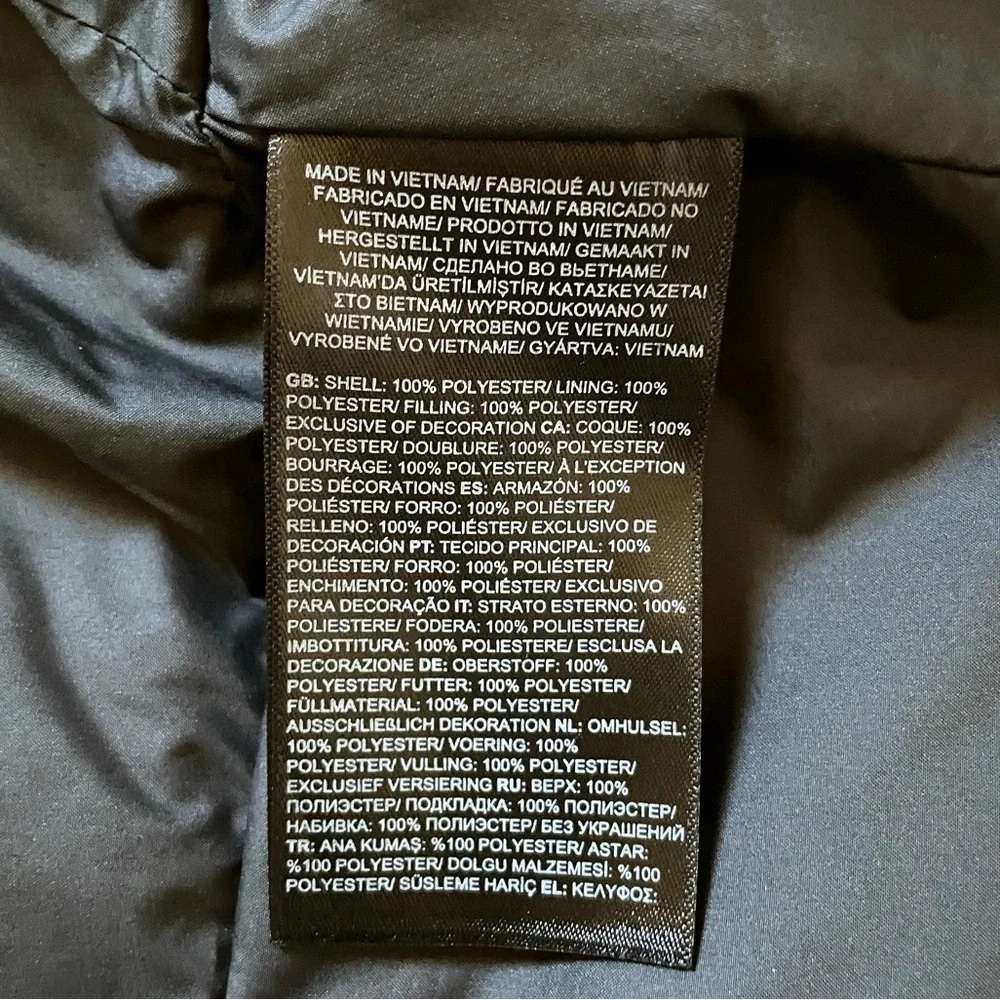 MADE IN VIETNAM/ FABRIQUÉ AU VIETNAM/
FABRICADO EN VIETNAM/ FABRICADO NO
VIETNAME/ PRODOTTO IN VIETNAM/
HERGESTELLT IN VIETNAM/ GEMAAKT IN
VIETNAM/ СДЕЛАНО ВО ВЬЕТНАМЕ/
VİETNAM'DA ÜRETİLMİŞTİR/ ΚΑΤΑΣΚΕΥΑΖΕΤΑΙ
ΣΤΟ ΒΙΕΤΝΑΜ/ WYPRODUKOWANO W
WIETNAMIE/ VYROBENO VE VIETNAMU/
VYROBENÉ VO VIETNAME/ GYÁRTVA: VIETNAM
GB: SHELL: 100% POLYESTER/ LINING: 100%
POLYESTER/ FILLING: 100% POLYESTER/
EXCLUSIVE OF DECORATION CA: COQUE: 100%
POLYESTER/ DOUBLURE: 100% POLYESTER/
BOURRAGE: 100% POLYESTER/ À L'EXCEPTION
DES DÉCORATIONS ES: ARMAZÓN: 100%
POLIÉSTER/ FORRO: 100% POLIÉSTER/
RELLENO: 100% POLIÉSTER/ EXCLUSIVO DE
DECORACIÓN PT: TECIDO PRINCIPAL: 100%
POLIÉSTER/ FORRO: 100% POLIÉSTER/
ENCHIMENTO: 100% POLIÉSTER/ EXCLUSIVO
PARA DECORAÇÃO IT: STRATO ESTERNO: 100%
POLIESTERE/ FODERA: 100% POLIESTERE/
IMBOTTITURA: 100% POLIESTERE/ ESCLUSA LA
DECORAZIONE DE: OBERSTOFF: 100%
POLYESTER/ FUTTER: 100% POLYESTER/
FÜLLMATERIAL: 100% POLYESTER/
AUSSCHLIEßLICH DEKORATION NL: OMHULSEL:
100% POLYESTER/ VOERING: 100%
POLYESTER/ VULLING: 100% POLYESTER/
EXCLUSIEF VERSIERING RU: ВЕРХ: 100%
ПОЛИЭСТЕР/ ПОДКЛАДКА: 100% ПОЛИЭСТЕР/
НАБИВКА: 100% ПОЛИЭСТЕР/ БЕЗ УКРАШЕНИЙ
TR: ANA KUMAŞ: %100 POLYESTER/ ASTAR:
%100 POLYESTER/ DOLGU MALZEMESİ: %100
POLYESTER/ SÜSLEME HARİÇ EL: ΚΕΛΥΦΟΣ: